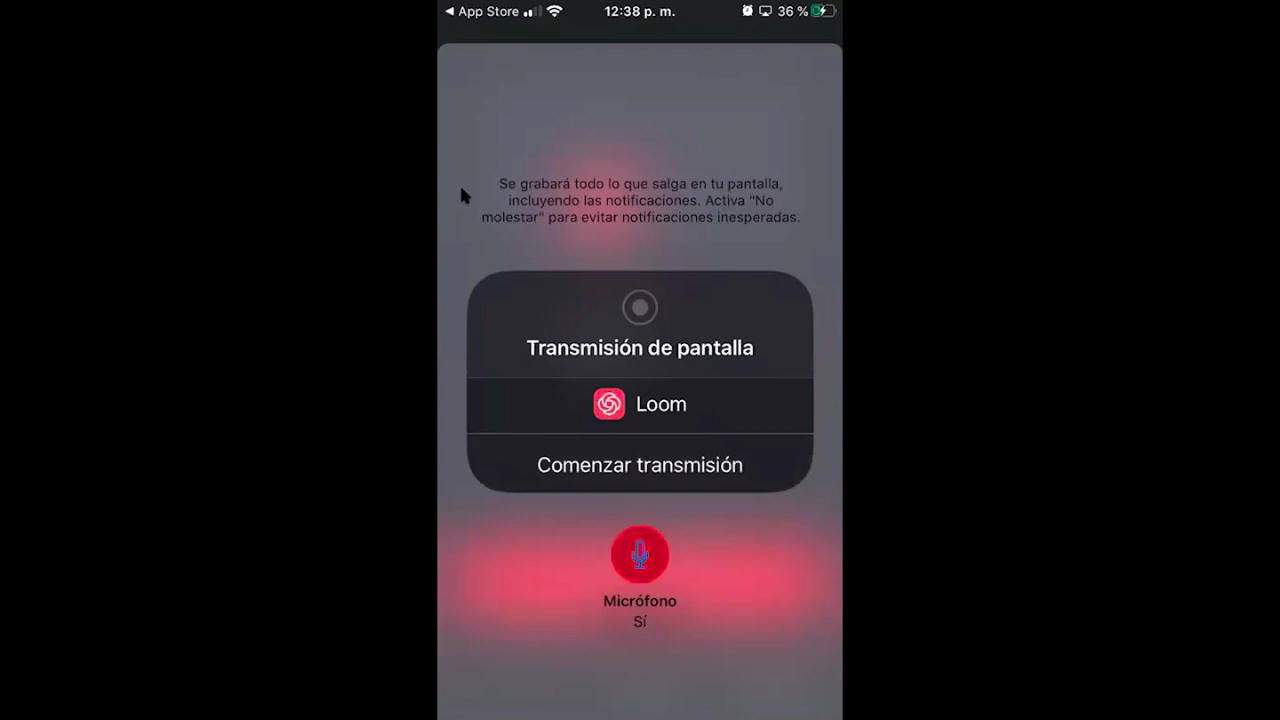 ◀ App Store 12:38 p. m. 36 %
Se grabará todo lo que salga en tu pantalla,
incluyendo las notificaciones. Activa "No
molestar" para evitar notificaciones inesperadas.
Transmisión de pantalla
Loom
Comenzar transmisión
Micrófono
Sí